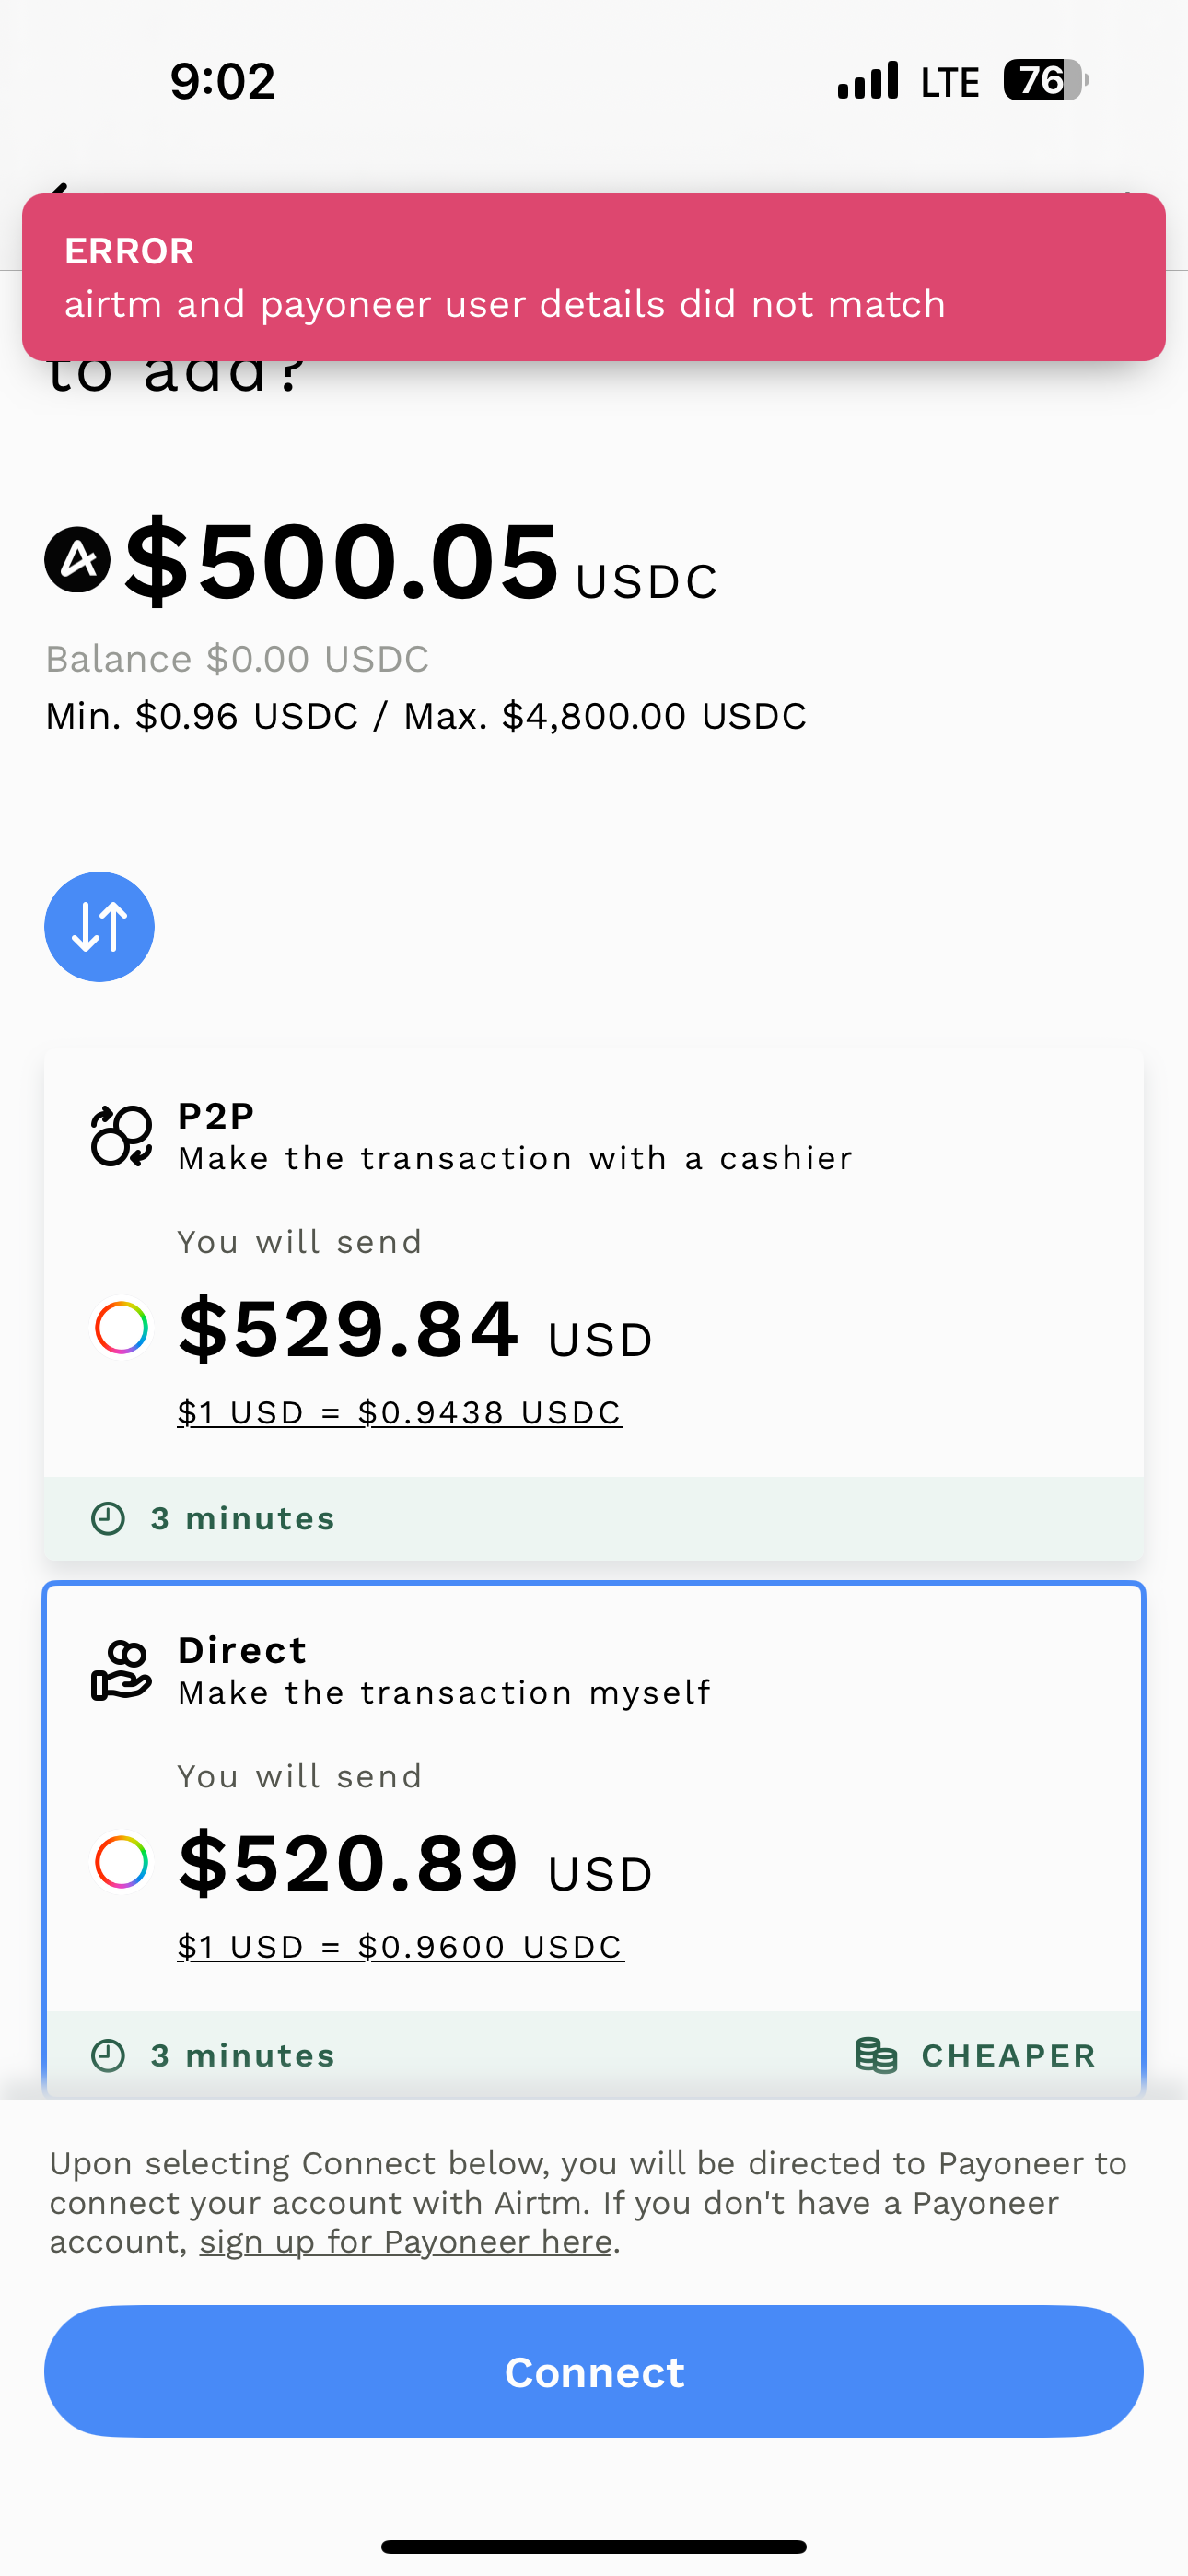 9:02
LTE
76
ERROR
airtm and payoneer user details did not match
to add?
$500.05 USDC
Balance $0.00 USDC
Min. $0.96 USDC / Max. $4,800.00 USDC
P2P
Make the transaction with a cashier
You will send
$529.84 USD
$1 USD = $0.9438 USDC
3 minutes
Direct
Make the transaction myself
You will send
$520.89 USD
$1 USD = $0.9600 USDC
3 minutes
CHEAPER
Upon selecting Connect below, you will be directed to Payoneer to
connect your account with Airtm. If you don't have a Payoneer
account, sign up for Payoneer here.
Connect